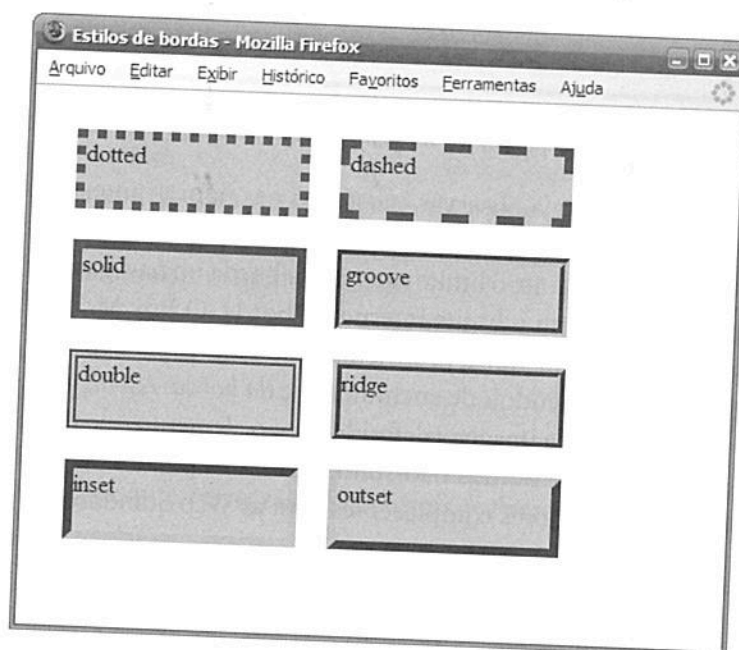 Estilos de bordas - Mozilla Firefox
Arquivo Editar Exibir Histórico Favoritos Ferramentas Ajuda
dotted dashed
solid groove
double ridge
inset outset